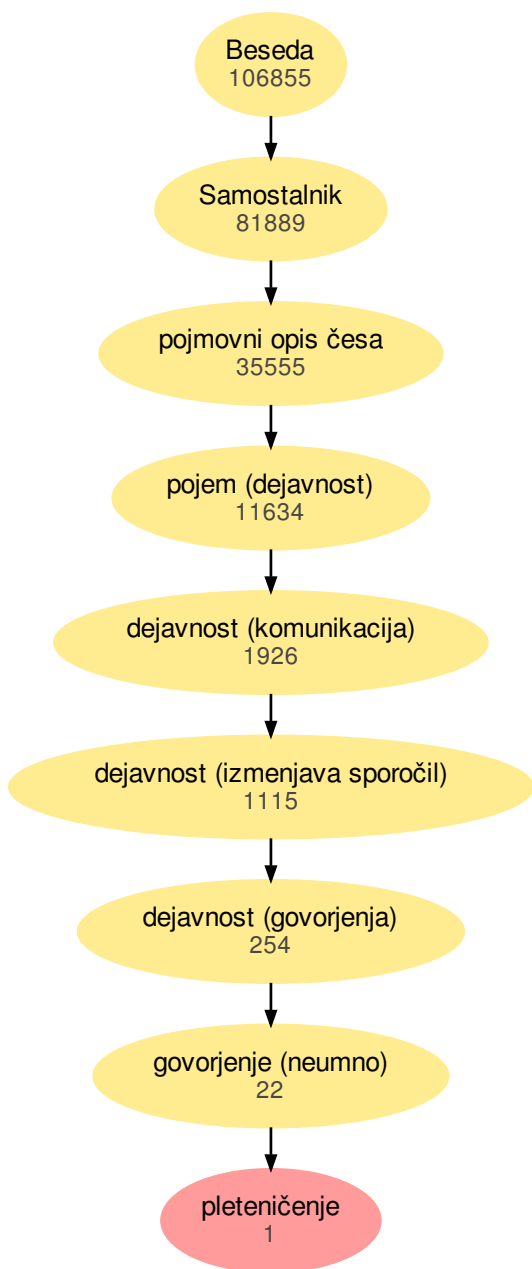 Beseda
106855
Samostalnik
81889
pojmovni opis česa
35555
pojem (dejavnost)
11634
dejavnost (komunikacija)
1926
dejavnost (izmenjava sporočil)
1115
dejavnost (govorjenja)
254
govorjenje (neumno)
22
pleteničenje
1